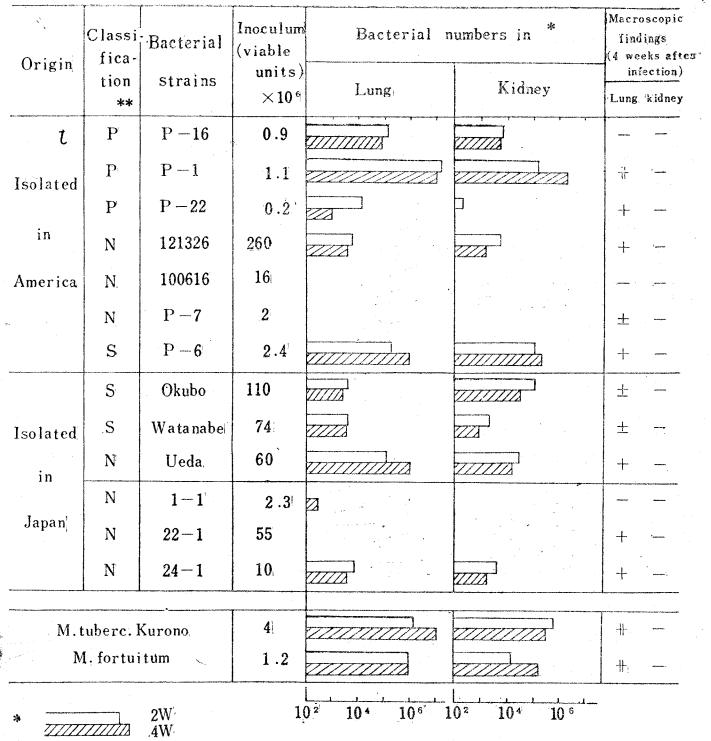 Origin
Classi-
fica-
tion
**
Bacterial
strains
Inoculum
(viable
units)
×10⁶
Bacterial numbers in *
Lung
Kidney
Macroscopic
findings
(4 weeks after
infection)
Lung kidney
Isolated
in
America
P P-16 0.9 − −
P P-1 1.1 ⧺ −
P P-22 0.2 + −
N 121326 260 + −
N 100616 16 − −
N P-7 2 ± −
S P-6 2.4 + −
Isolated
in
Japan
S Okubo 110 ± −
S Watanabe 74 ± −
N Ueda 60 + −
N 1-1 2.3 − −
N 22-1 55 + −
N 24-1 10 + −
M.tuberc. Kurono 4 ⧺ −
M. fortuitum 1.2 ⧺ −
10² 10⁴ 10⁶ 10² 10⁴ 10⁶
* 2W
4W